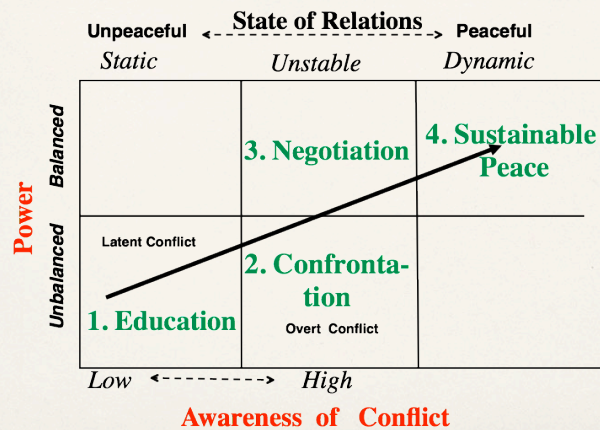 State of Relations
Unpeaceful
Peaceful
Static
Unstable
Dynamic
Power
Balanced
3. Negotiation
4. Sustainable
Peace
Unbalanced
Latent Conflict
1. Education
2. Confronta-
tion
Overt Conflict
Low
High
Awareness of Conflict